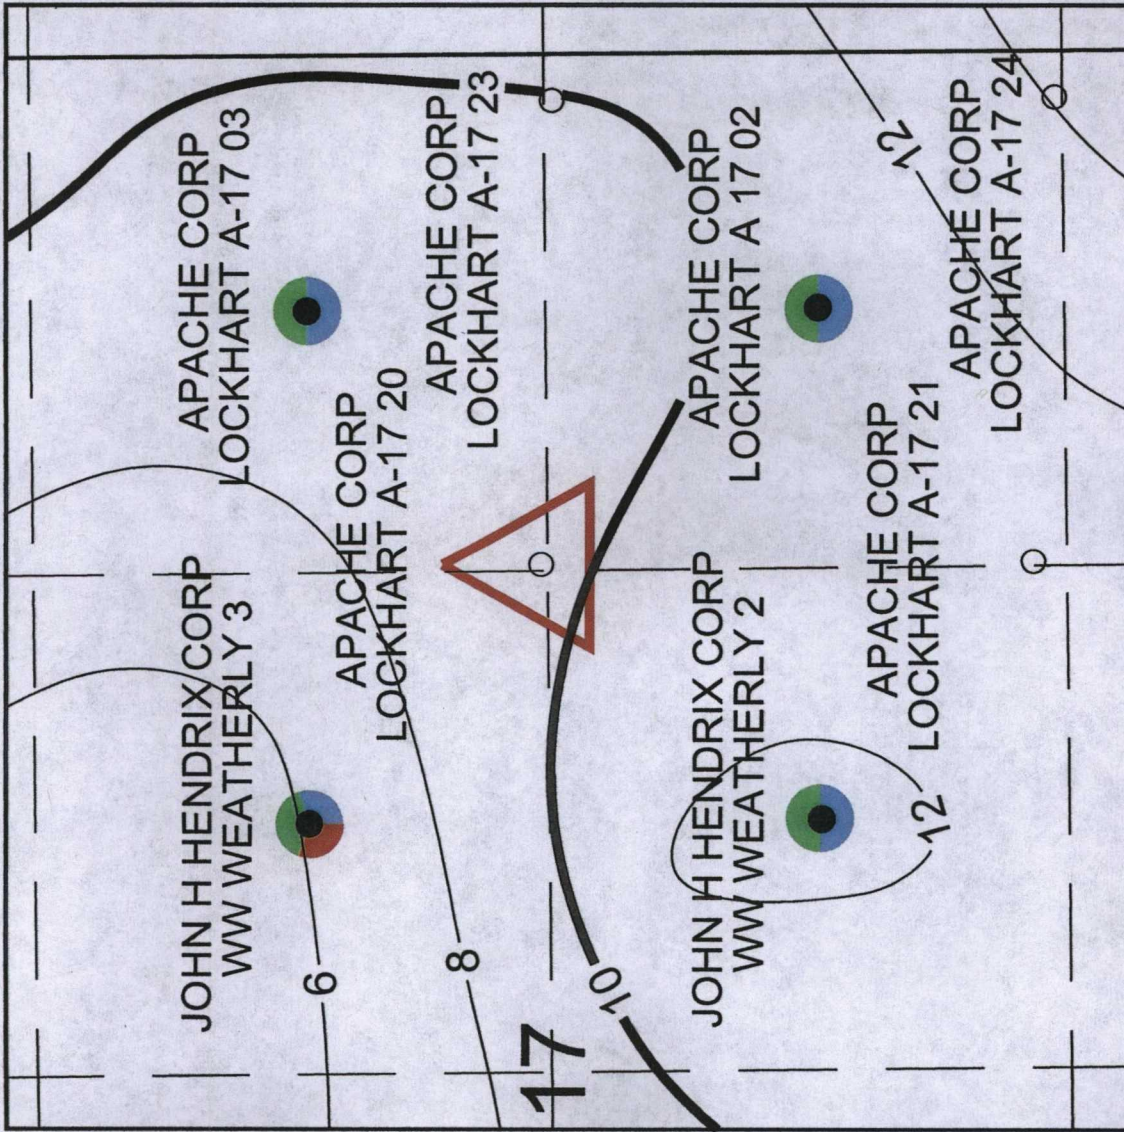 JOHN H HENDRIX CORP
WW WEATHERLY 3
APACHE CORP
LOCKHART A-17 03
6
APACHE CORP
LOCKHART A-17 20
APACHE CORP
LOCKHART A-17 23
8
17
10
JOHN H HENDRIX CORP
WW WEATHERLY 2
APACHE CORP
LOCKHART A 17 02
APACHE CORP
LOCKHART A-17 21
12
12
APACHE CORP
LOCKHART A-17 24